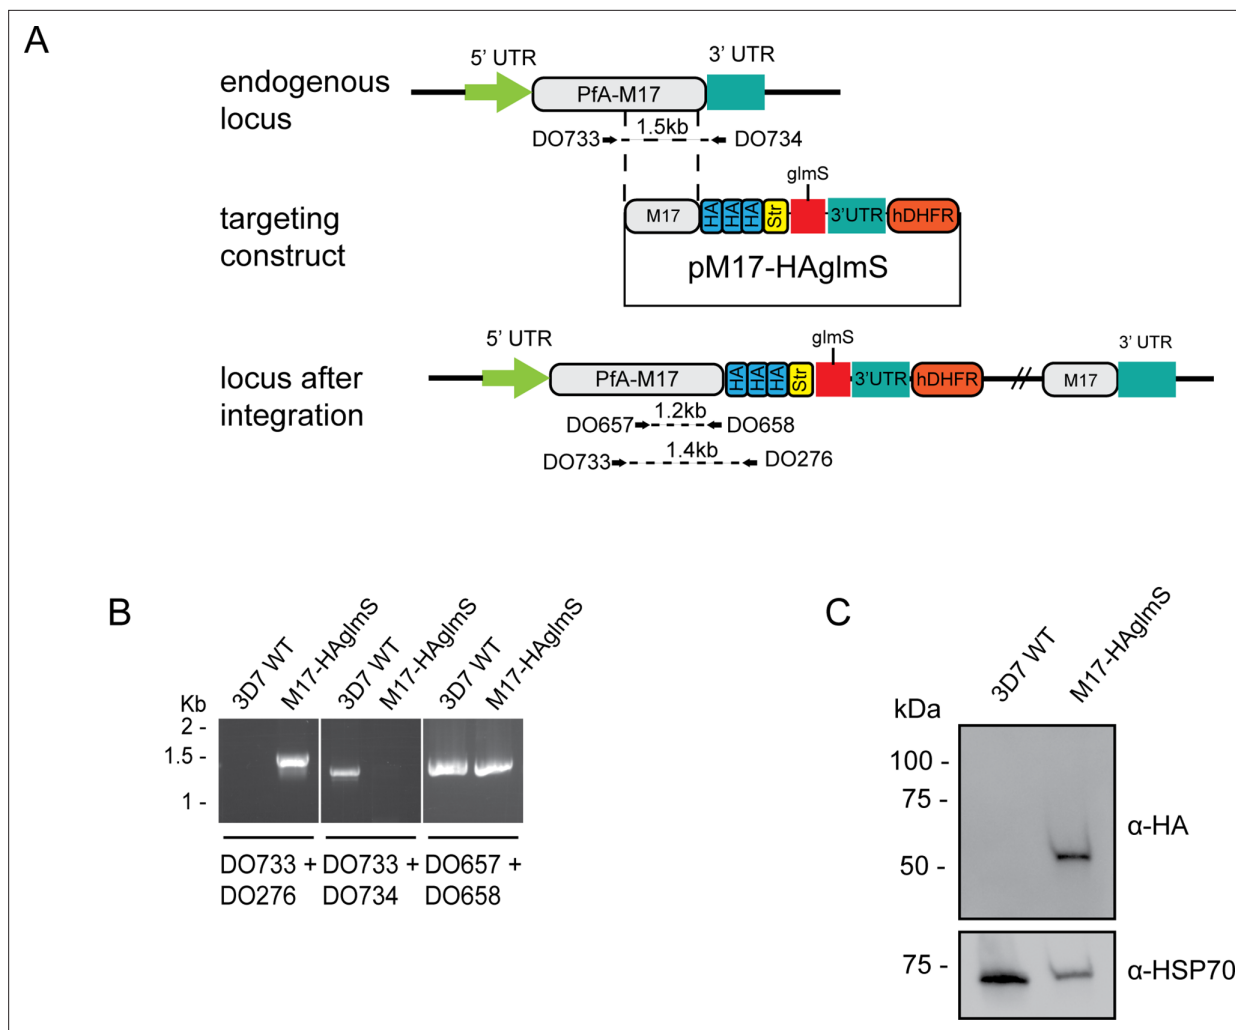 A
endogenous
locus
5' UTR
3' UTR
PfA-M17
1.5kb
DO733
DO734
targeting
construct
glmS
M17
HA
HA
HA
Str
3'UTR
hDHFR
pM17-HAglmS
locus after
integration
5' UTR
glmS
3' UTR
PfA-M17
HA
HA
HA
Str
3'UTR
hDHFR
M17
1.2kb
DO657
DO658
1.4kb
DO733
DO276
B
3D7 WT
M17-HAglmS
3D7 WT
M17-HAglmS
3D7 WT
M17-HAglmS
Kb
2 -
1.5 -
1 -
DO733 +
DO276
DO733 +
DO734
DO657 +
DO658
C
3D7 WT
M17-HAglmS
kDa
100 -
75 -
50 -
α-HA
75 -
α-HSP70